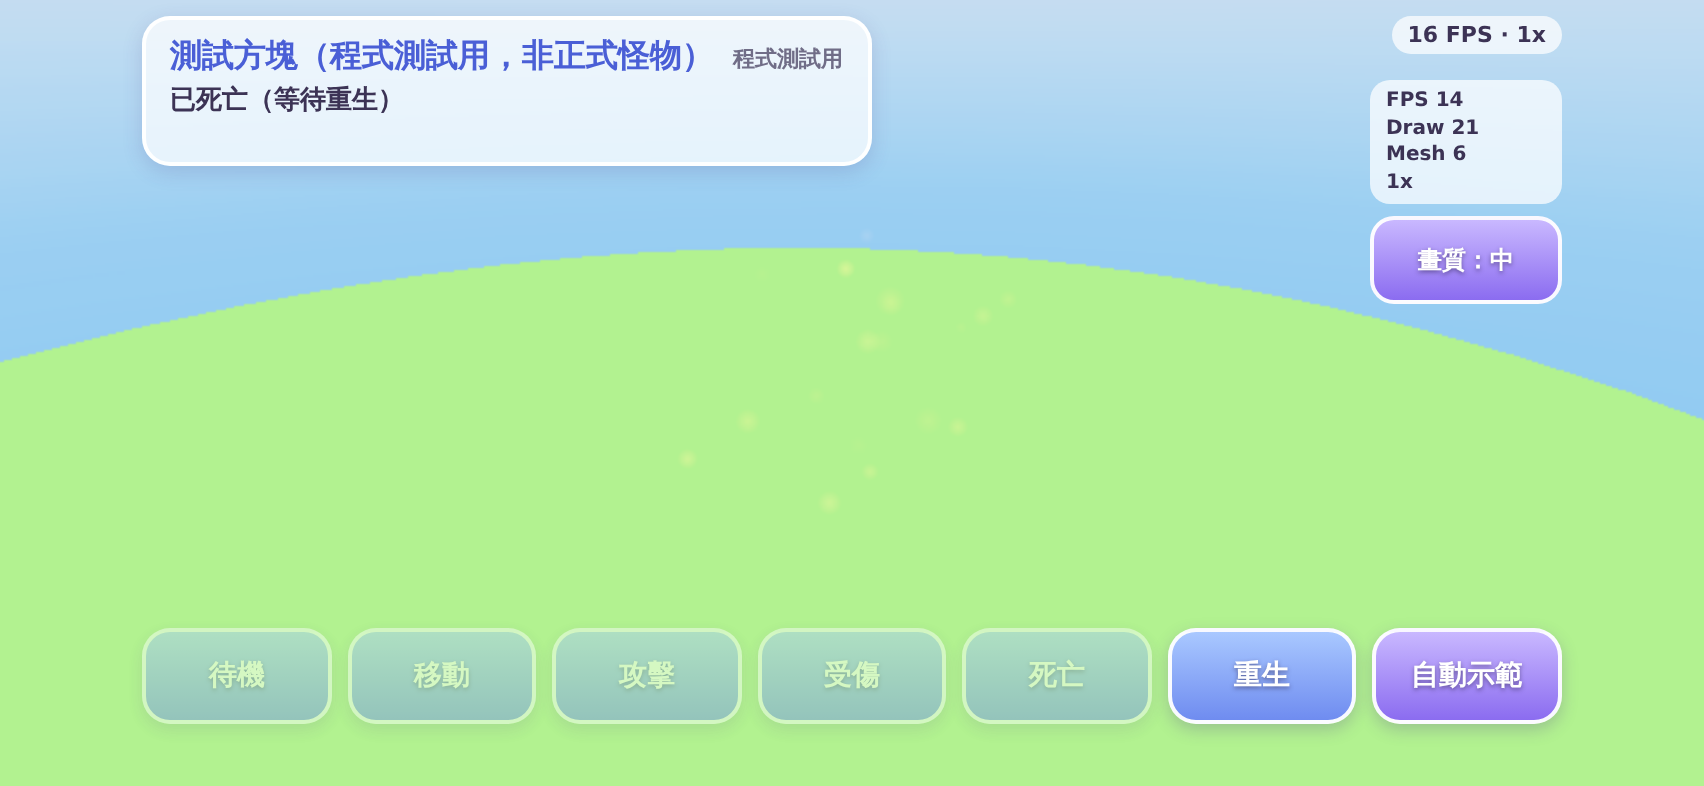 測試方塊（程式測試用，非正式怪物） 程式測試用
已死亡（等待重生）
16 FPS · 1x
FPS 14
Draw 21
Mesh 6
1x
畫質：中
待機
移動
攻擊
受傷
死亡
重生
自動示範